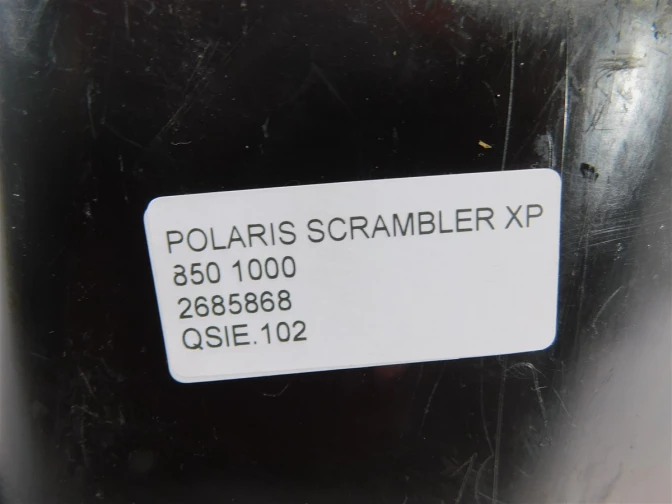 POLARIS SCRAMBLER XP
850 1000
2685868
QSIE.102